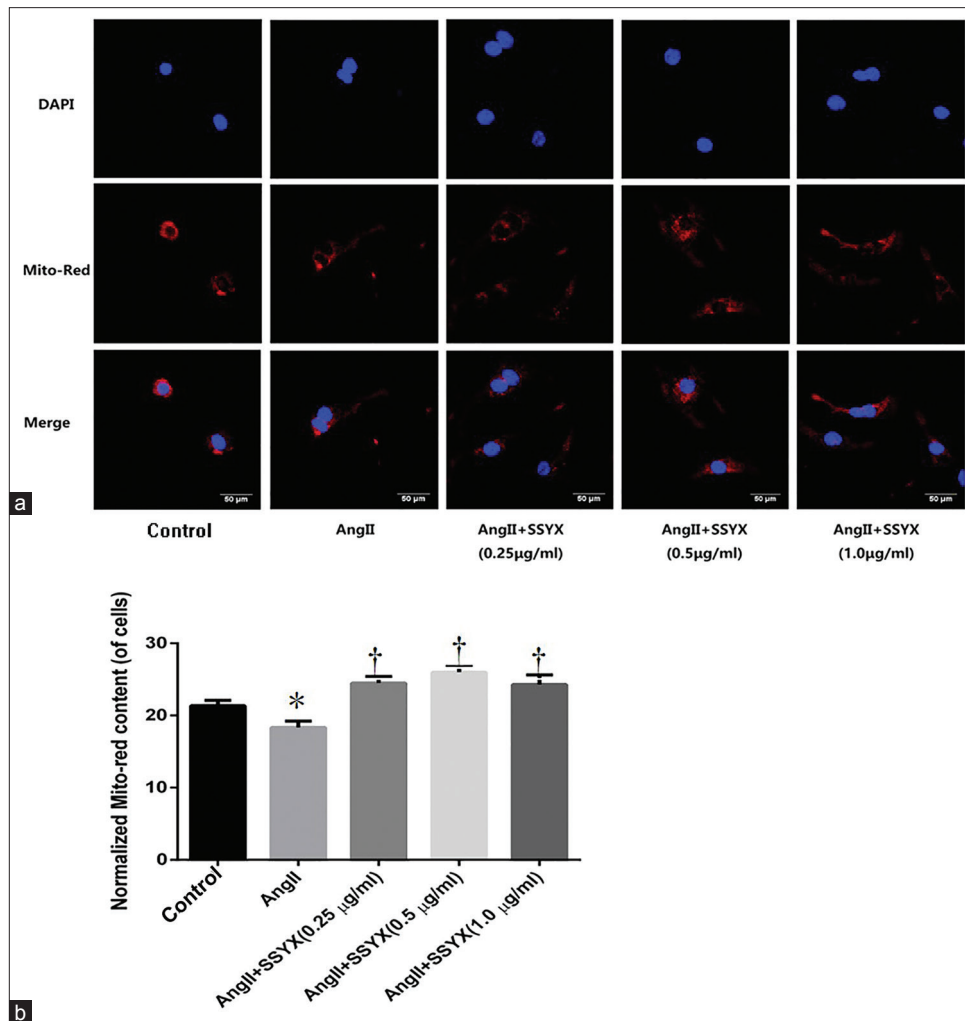 DAPI
Mito-Red
Merge
50 μm
50 μm
50 μm
50 μm
50 μm
a
Control
AngII
AngII+SSYX
(0.25μg/ml)
AngII+SSYX
(0.5μg/ml)
AngII+SSYX
(1.0μg/ml)
Normalized Mito-red content (of cells)
30
20
10
0
*
†
†
†
Control
AngII
AngII+SSYX(0.25 μg/ml)
AngII+SSYX(0.5 μg/ml)
AngII+SSYX(1.0 μg/ml)
b